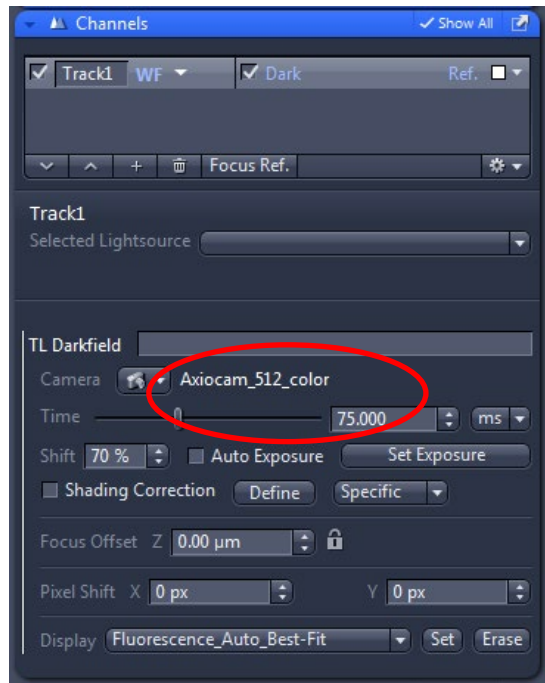 Channels Show All
Track1 WF Dark Ref.
Focus Ref.
Track1
Selected Lightsource
TL Darkfield
Camera Axiocam_512_color
Time 75.000 ms
Shift 70 % Auto Exposure Set Exposure
Shading Correction Define Specific
Focus Offset Z 0.00 µm
Pixel Shift X 0 px Y 0 px
Display Fluorescence_Auto_Best-Fit Set Erase